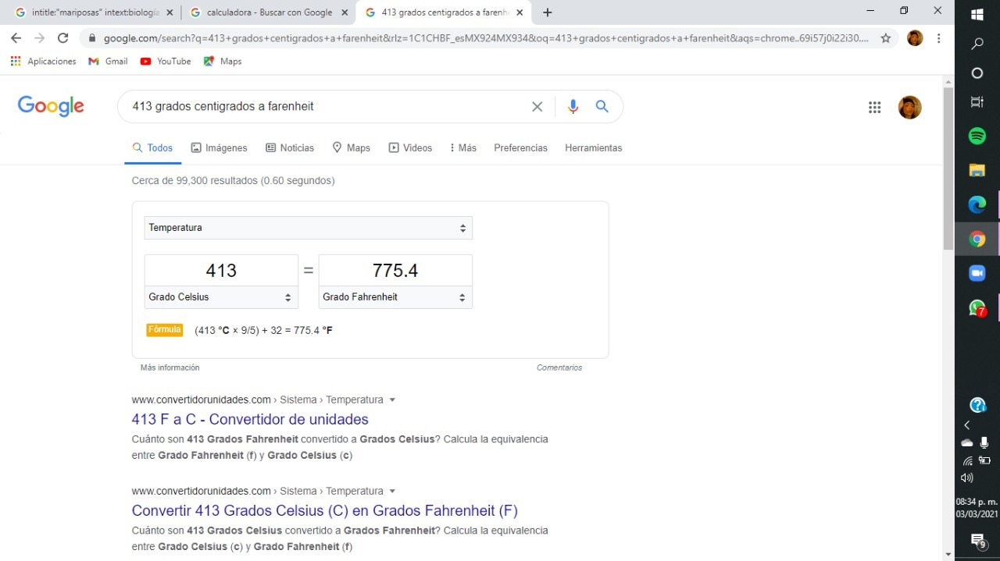 intitle:"mariposas" intext:biología
calculadora - Buscar con Google
413 grados centigrados a farenhe
google.com/search?q=413+grados+centigrados+a+farenheit&rlz=1C1CHBF_esMX924MX934&oq=413+grados+centigrados+a+farenheit&aqs=chrome..69i57j0i22i30....
Aplicaciones
Gmail
YouTube
Maps
Google
413 grados centigrados a farenheit
Todos
Imágenes
Noticias
Maps
Videos
Más
Preferencias
Herramientas
Cerca de 99,300 resultados (0.60 segundos)
Temperatura
413 = 775.4
Grado Celsius
Grado Fahrenheit
Fórmula (413 °C × 9/5) + 32 = 775.4 °F
Más información
Comentarios
www.convertidorunidades.com › Sistema › Temperatura
413 F a C - Convertidor de unidades
Cuánto son 413 Grados Fahrenheit convertido a Grados Celsius? Calcula la equivalencia
entre Grado Fahrenheit (f) y Grado Celsius (c)
www.convertidorunidades.com › Sistema › Temperatura
Convertir 413 Grados Celsius (C) en Grados Fahrenheit (F)
Cuánto son 413 Grados Celsius convertido a Grados Fahrenheit? Calcula la equivalencia
entre Grado Celsius (c) y Grado Fahrenheit (f)
7
08:34 p. m.
03/03/2021
9